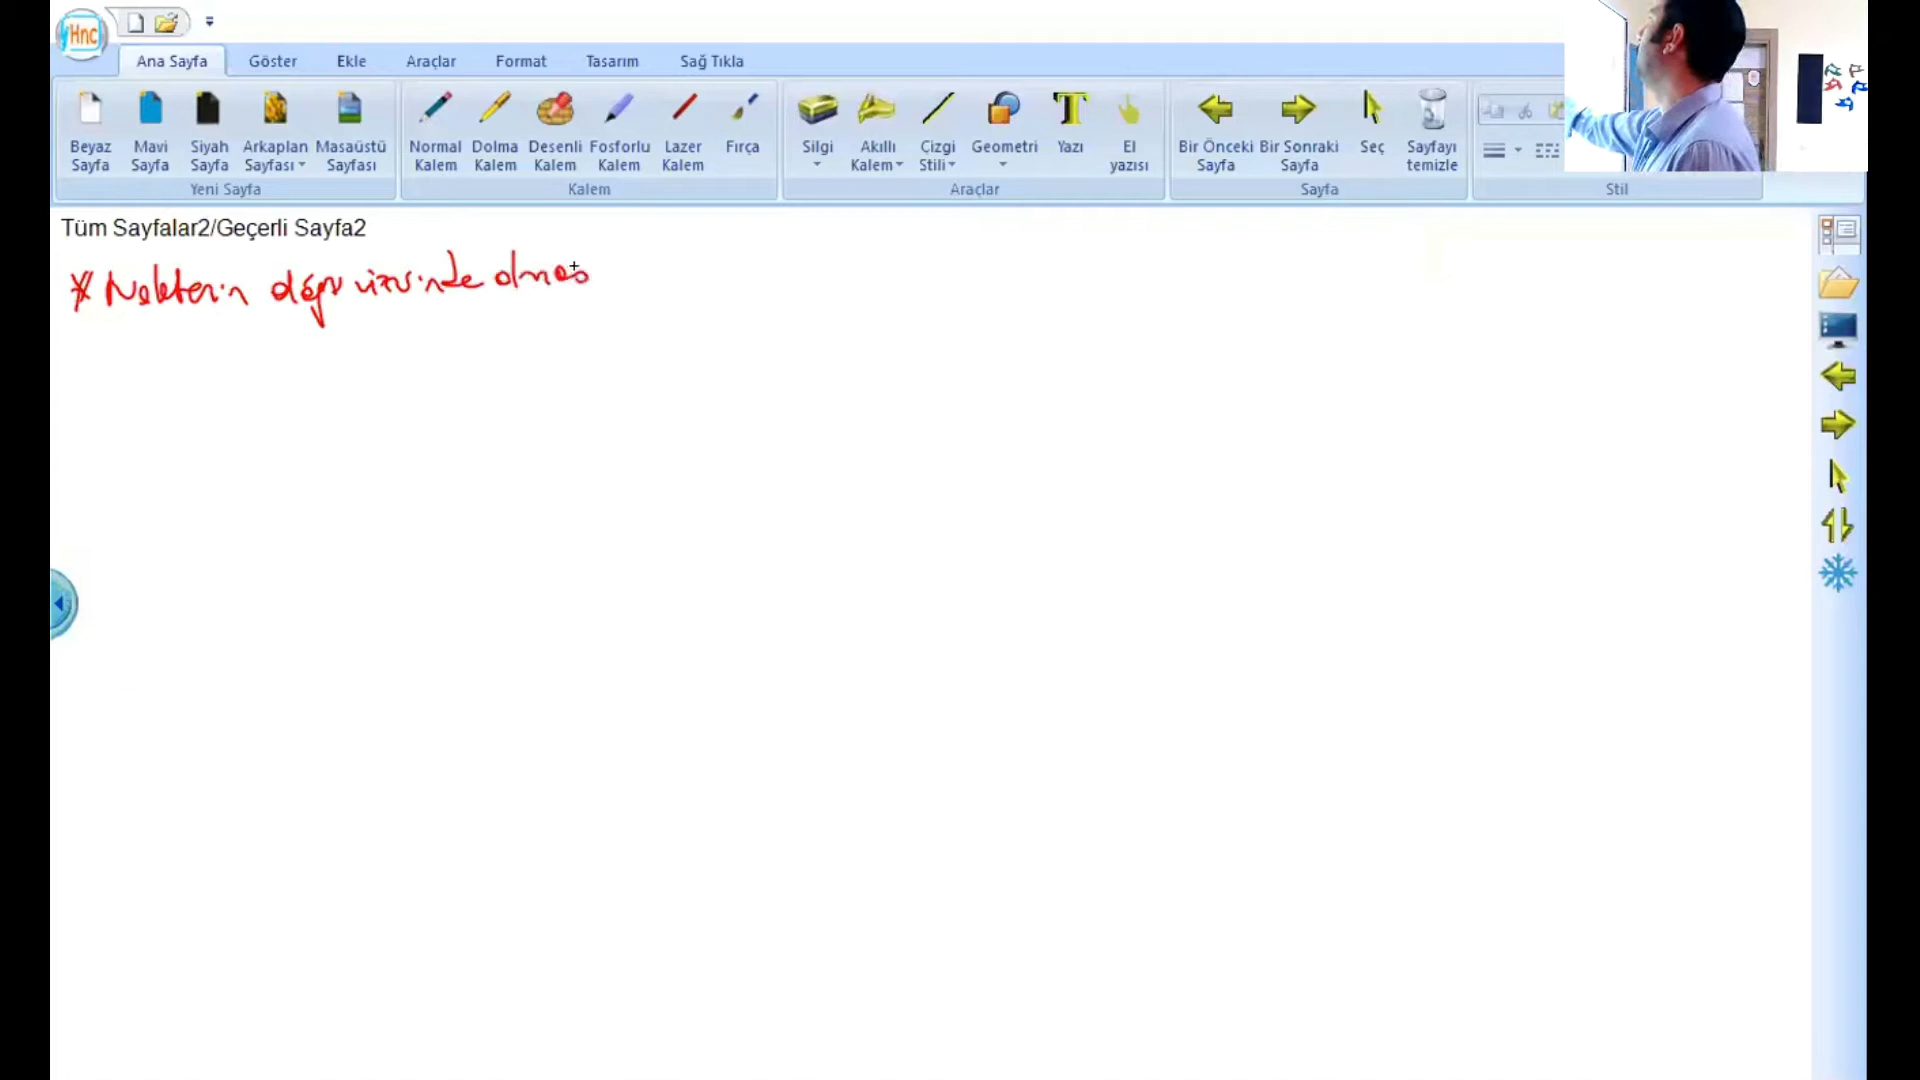 Hnc
Ana Sayfa Göster Ekle Araçlar Format Tasarım Sağ Tıkla
Beyaz Sayfa Mavi Sayfa Siyah Sayfa Arkaplan Sayfası Masaüstü Sayfası Normal Kalem Dolma Kalem Desenli Kalem Fosforlu Kalem Lazer Kalem Fırça Silgi Akıllı Kalem Çizgi Stili Geometri Yazı El yazısı Bir Önceki Sayfa Bir Sonraki Sayfa Seç Sayfayı temizle
Yeni Sayfa Kalem Araçlar Sayfa Stil
Tüm Sayfalar2/Geçerli Sayfa2
* Noktanın doğru üzerinde olmas